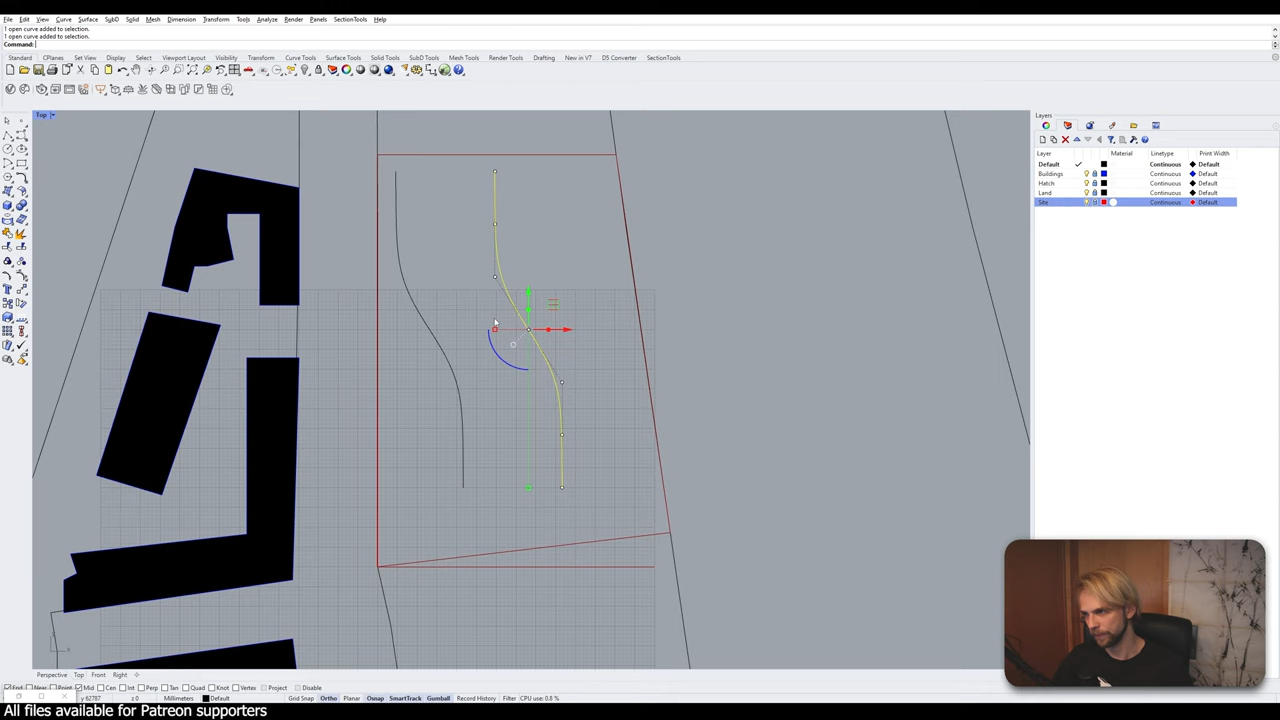 File Edit View Curve Surface SubD Solid Mesh Dimension Transform Tools Analyze Render Panels SectionTools Help
1 open curve added to selection.
1 open curve added to selection.
Command:
Standard CPlanes Set View Display Select Viewport Layout Visibility Transform Curve Tools Surface Tools Solid Tools SubD Tools Mesh Tools Render Tools Drafting New in V7 D5 Converter SectionTools
Top
Layers
Layer Material Linetype Print Width
Default Continuous Default
Buildings Continuous Default
Hatch Continuous Default
Land Continuous Default
Site Continuous Default
Perspective Top Front Right
End Near Point Mid Cen Int Perp Tan Quad Knot Vertex Project Disable
y 62787 z 0 Millimeters Default Grid Snap Ortho Planar Osnap SmartTrack Gumball Record History Filter CPU use: 0.8 %
All files available for Patreon supporters